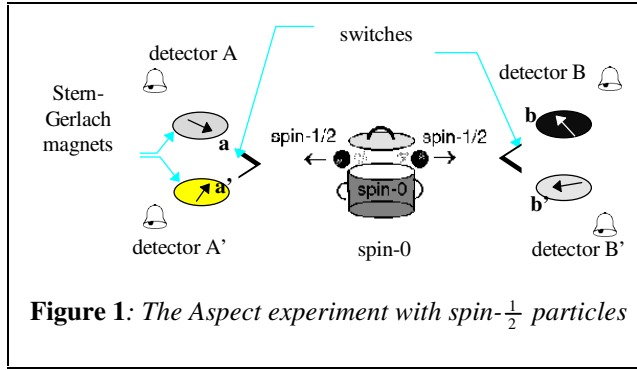 switches
detector A
detector B
Stern-
Gerlach
magnets
a
b
spin-1/2
spin-1/2
a'
spin-0
b'
detector A'
spin-0
detector B'
Figure 1: The Aspect experiment with spin-½ particles